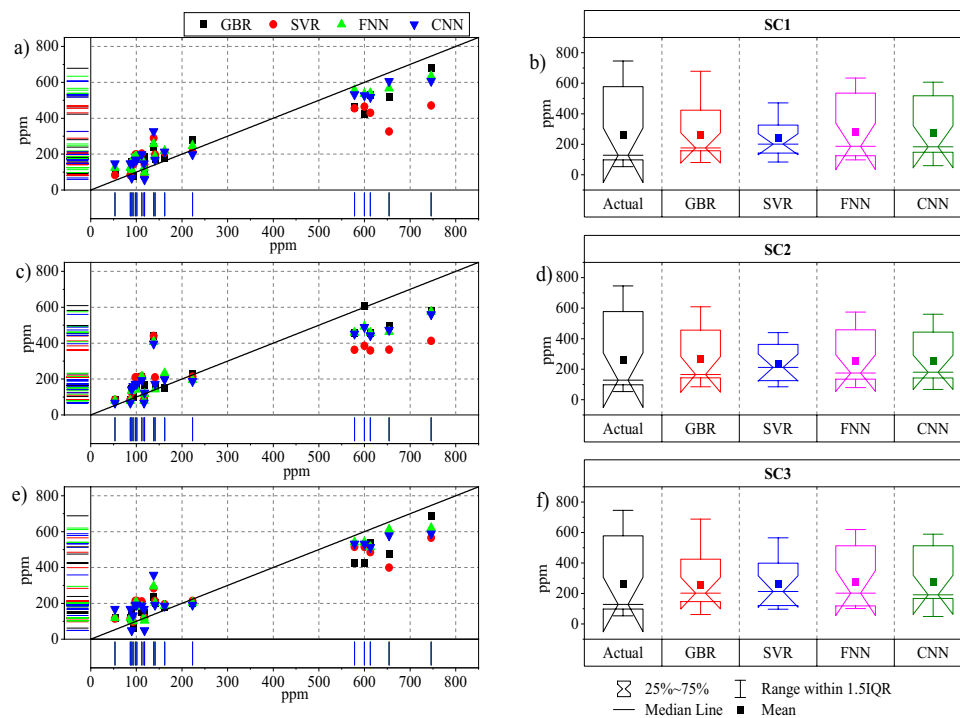 GBR SVR FNN CNN
a)
800
600
400
200
0
ppm
0 100 200 300 400 500 600 700 800
ppm
SC1
b)
800
600
400
200
0
ppm
Actual GBR SVR FNN CNN
c)
800
600
400
200
0
ppm
0 100 200 300 400 500 600 700 800
ppm
SC2
d)
800
600
400
200
0
ppm
Actual GBR SVR FNN CNN
e)
800
600
400
200
0
ppm
0 100 200 300 400 500 600 700 800
ppm
SC3
f)
800
600
400
200
0
ppm
Actual GBR SVR FNN CNN
25%~75% Range within 1.5IQR
Median Line Mean